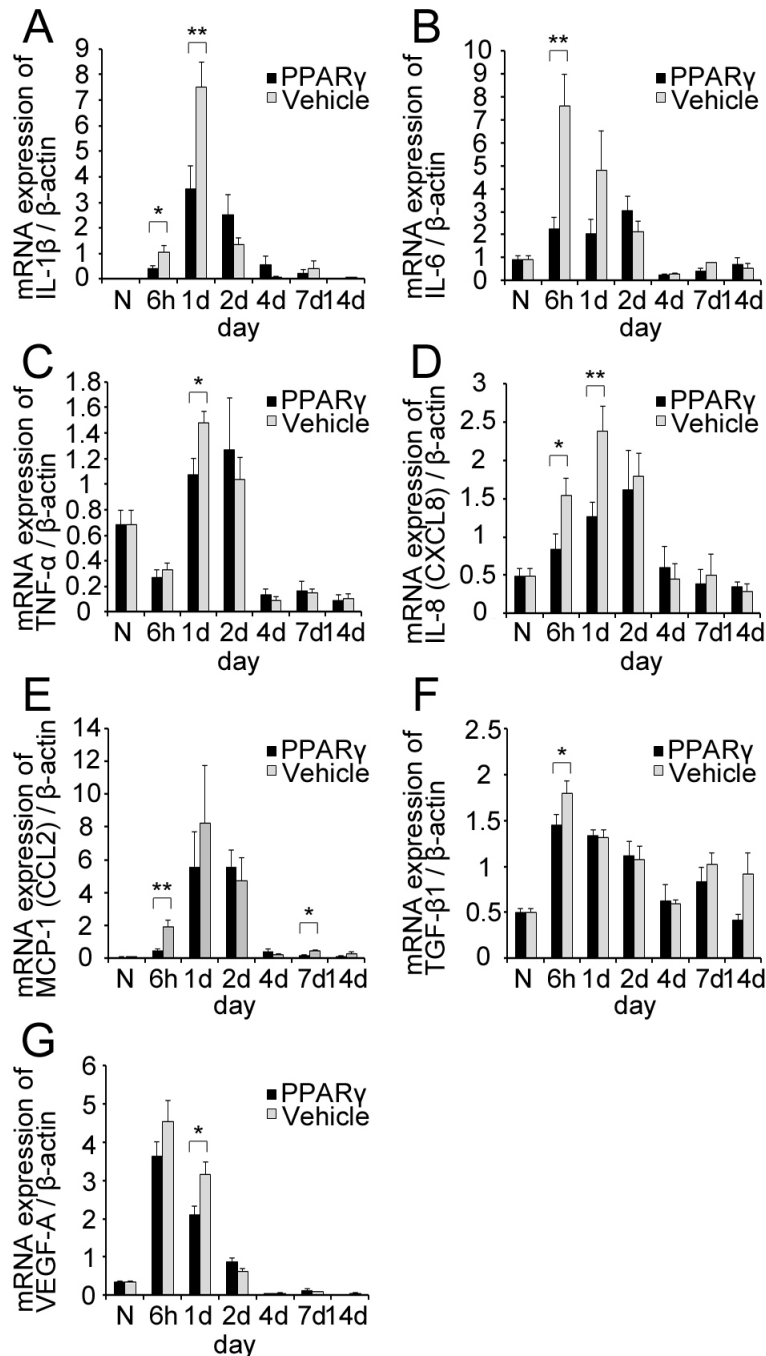 A
mRNA expression of
IL-1β / β-actin
9
8
7
6
5
4
3
2
1
0
*
**
PPARγ
Vehicle
N 6h 1d 2d 4d 7d 14d
day
B
mRNA expression of
IL-6 / β-actin
10
9
8
7
6
5
4
3
2
1
0
**
PPARγ
Vehicle
N 6h 1d 2d 4d 7d 14d
day
C
mRNA expression of
TNF-α / β-actin
1.8
1.6
1.4
1.2
1.0
0.8
0.6
0.4
0.2
0
*
PPARγ
Vehicle
N 6h 1d 2d 4d 7d 14d
day
D
mRNA expression of
IL-8 (CXCL8) / β-actin
3
2.5
2
1.5
1
0.5
0
*
**
PPARγ
Vehicle
N 6h 1d 2d 4d 7d 14d
day
E
mRNA expression of
MCP-1 (CCL2) / β-actin
14
12
10
8
6
4
2
0
**
*
PPARγ
Vehicle
N 6h 1d 2d 4d 7d 14d
day
F
mRNA expression of
TGF-β1 / β-actin
2.5
2
1.5
1
0.5
0
*
PPARγ
Vehicle
N 6h 1d 2d 4d 7d 14d
day
G
mRNA expression of
VEGF-A / β-actin
6
5
4
3
2
1
0
*
PPARγ
Vehicle
N 6h 1d 2d 4d 7d 14d
day